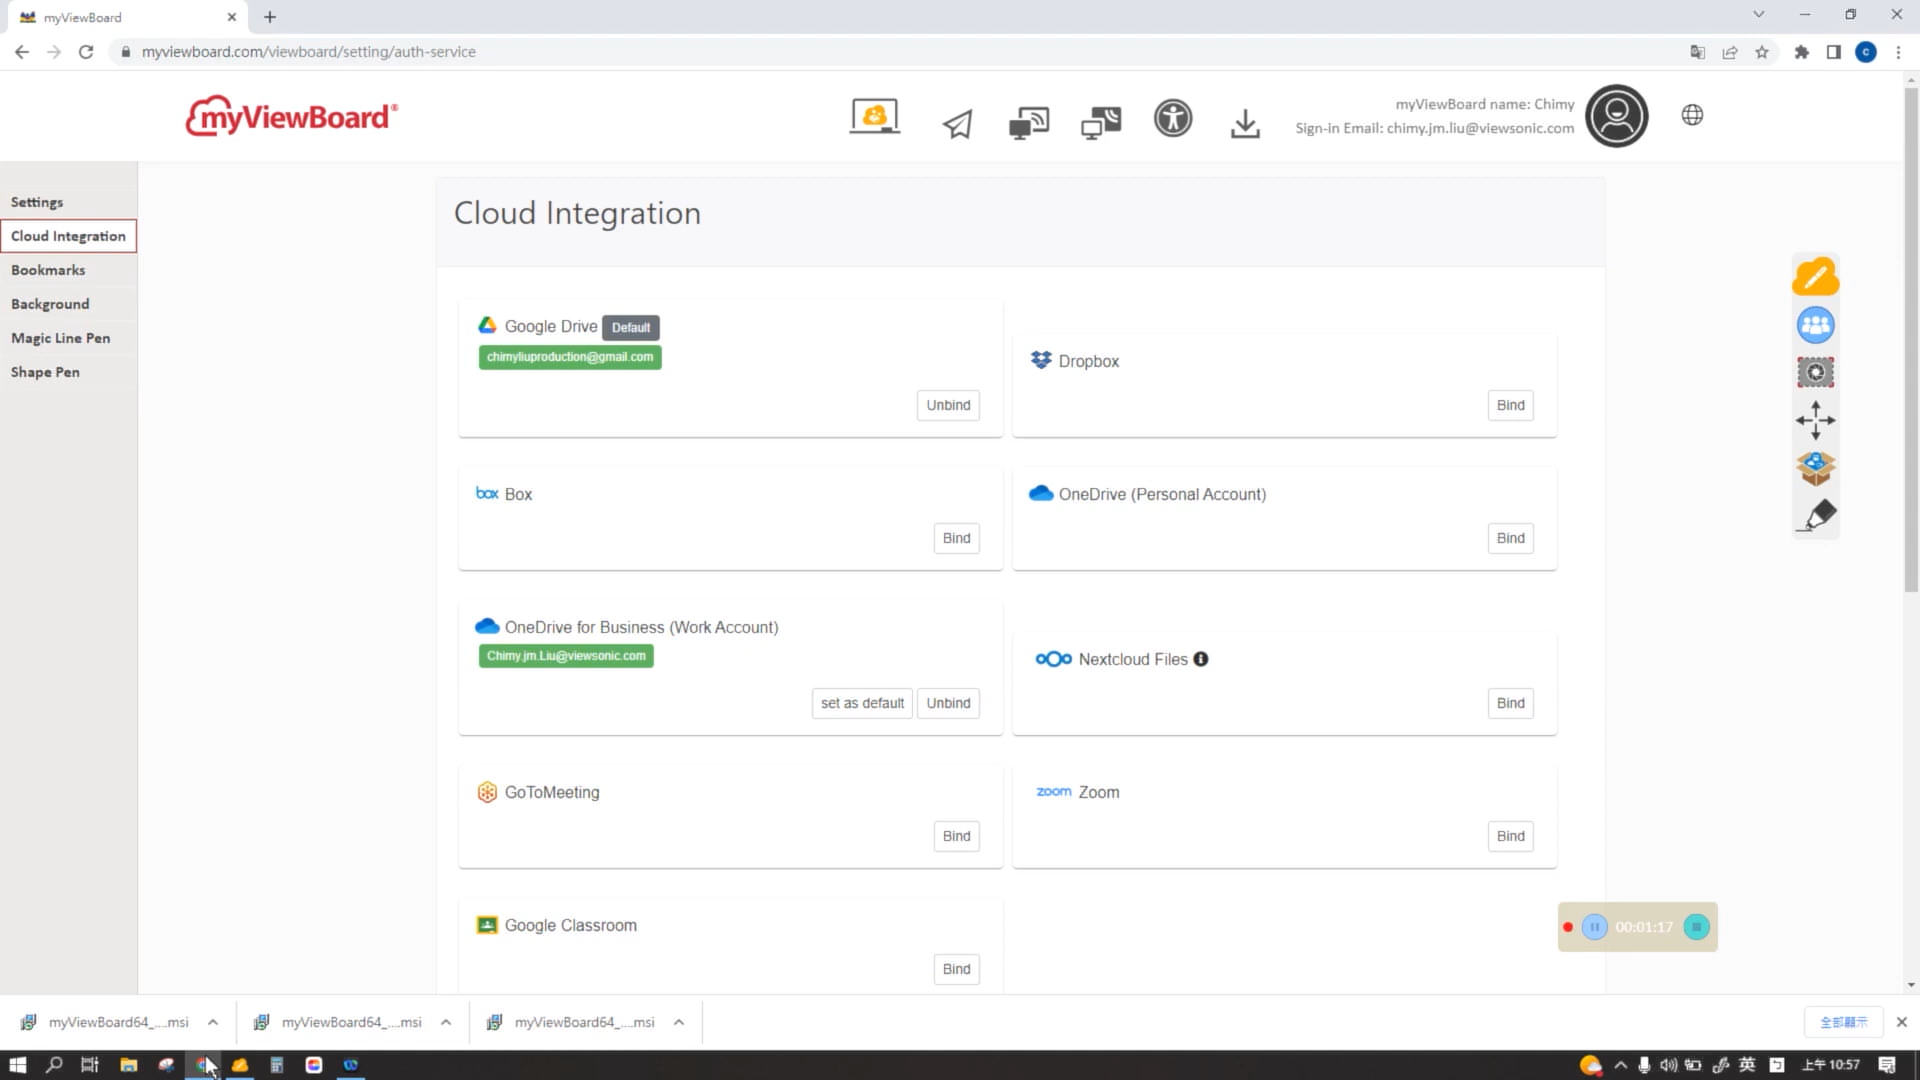 myViewBoard
myviewboard.com/viewboard/setting/auth-service
C
myViewBoard®
myViewBoard name: Chimy
Sign-in Email: chimy.jm.liu@viewsonic.com
Settings
Cloud Integration
Bookmarks
Background
Magic Line Pen
Shape Pen
Cloud Integration
Google Drive Default
chimyliuproduction@gmail.com
Unbind
Dropbox
Bind
box Box
Bind
OneDrive (Personal Account)
Bind
OneDrive for Business (Work Account)
Chimy.jm.Liu@viewsonic.com
set as default Unbind
Nextcloud Files
Bind
GoToMeeting
Bind
zoom Zoom
Bind
Google Classroom
Bind
00:01:17
myViewBoard64_....msi
myViewBoard64_....msi
myViewBoard64_....msi
全部顯示
英
上午 10:57